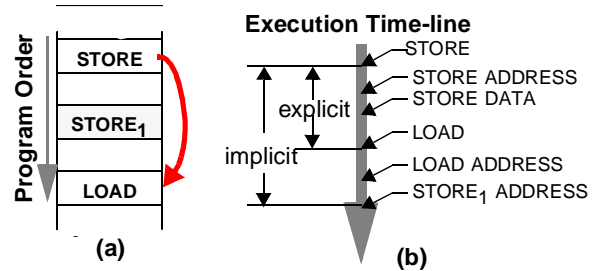 Program Order
STORE
STORE₁
LOAD
(a)
Execution Time-line
STORE
STORE ADDRESS
STORE DATA
explicit
LOAD
implicit
LOAD ADDRESS
STORE₁ ADDRESS
(b)